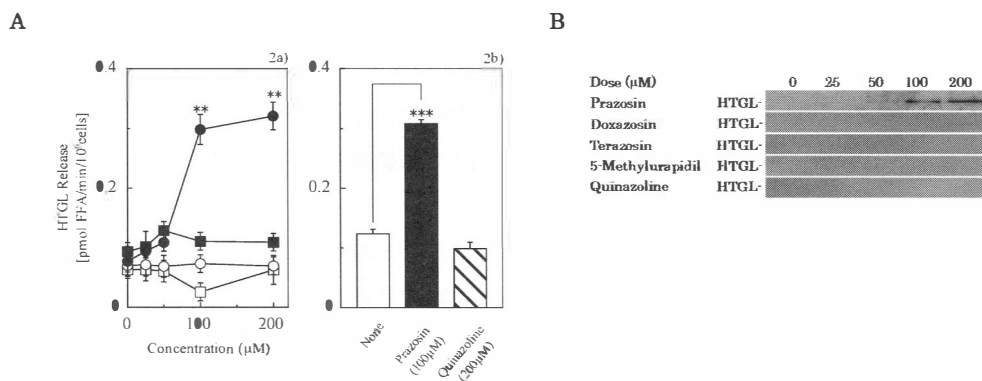 A
B
2a)
2b)
0.4
0.4
0.2
0.2
0
0
HTGL Release
[pmol FFA/min/10⁶cells]
**
**
***
0
100
200
Concentration (μM)
None
Prazosin
(100μM)
Quinazoline
(200μM)
Dose (μM) 0 25 50 100 200
Prazosin HTGL-
Doxazosin HTGL-
Terazosin HTGL-
5-Methylurapidil HTGL-
Quinazoline HTGL-